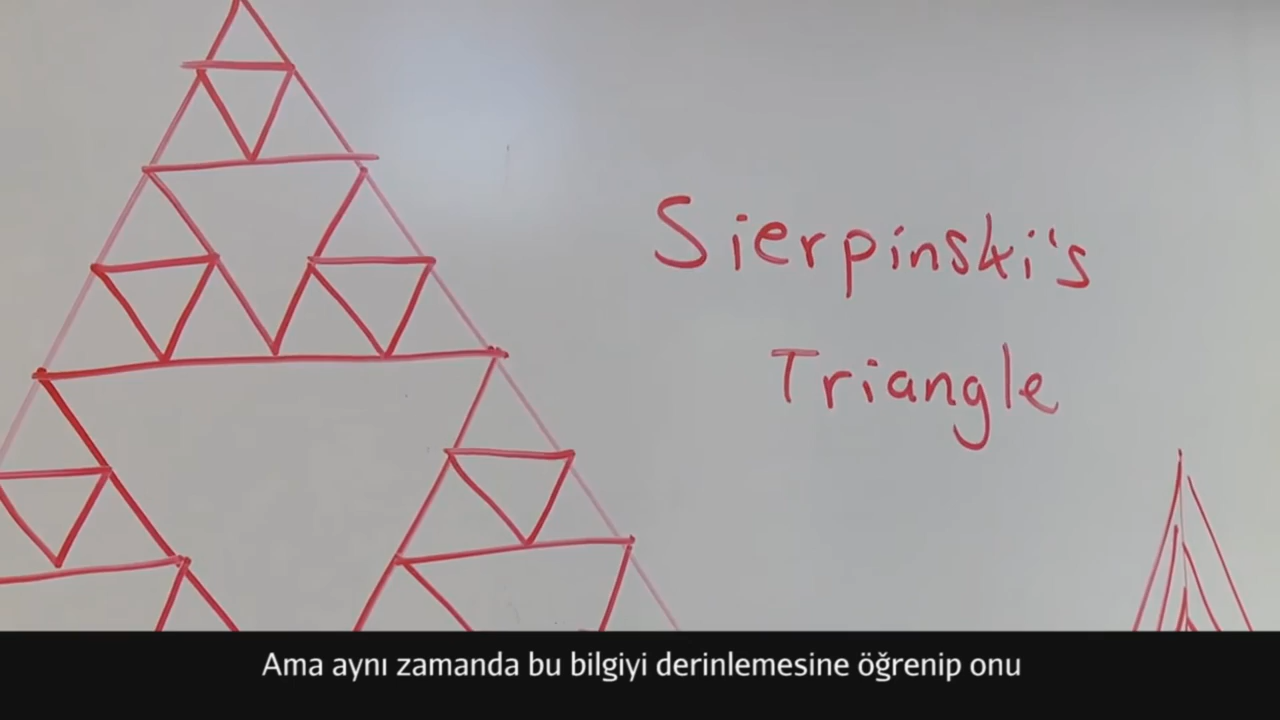 Sierpinski's
Triangle
Ama aynı zamanda bu bilgiyi derinlemesine öğrenip onu